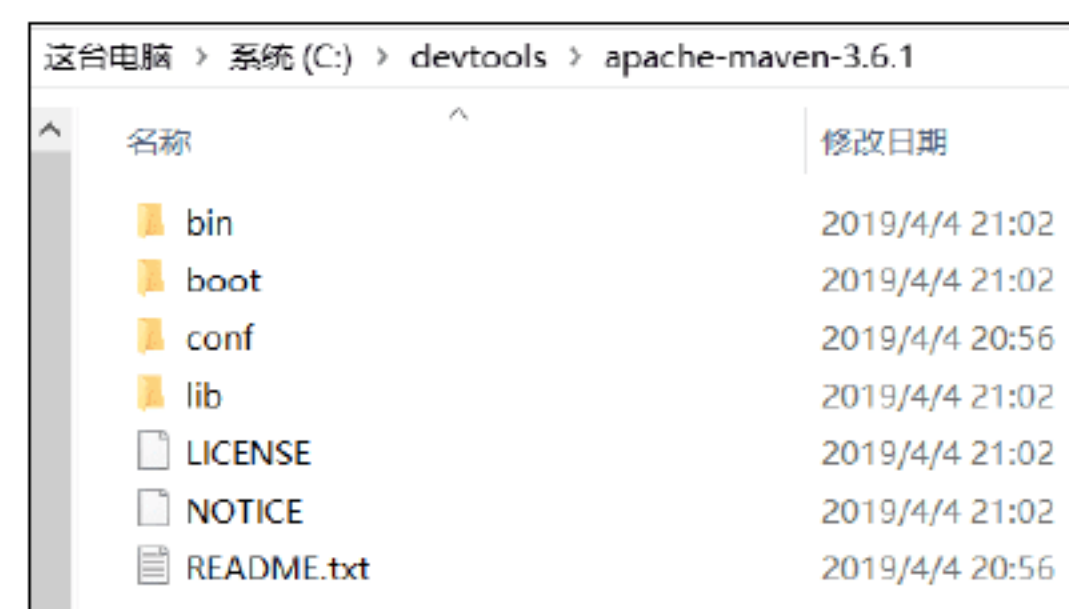 这台电脑 > 系统 (C:) > devtools > apache-maven-3.6.1
名称 修改日期
bin 2019/4/4 21:02
boot 2019/4/4 21:02
conf 2019/4/4 20:56
lib 2019/4/4 21:02
LICENSE 2019/4/4 21:02
NOTICE 2019/4/4 21:02
README.txt 2019/4/4 20:56